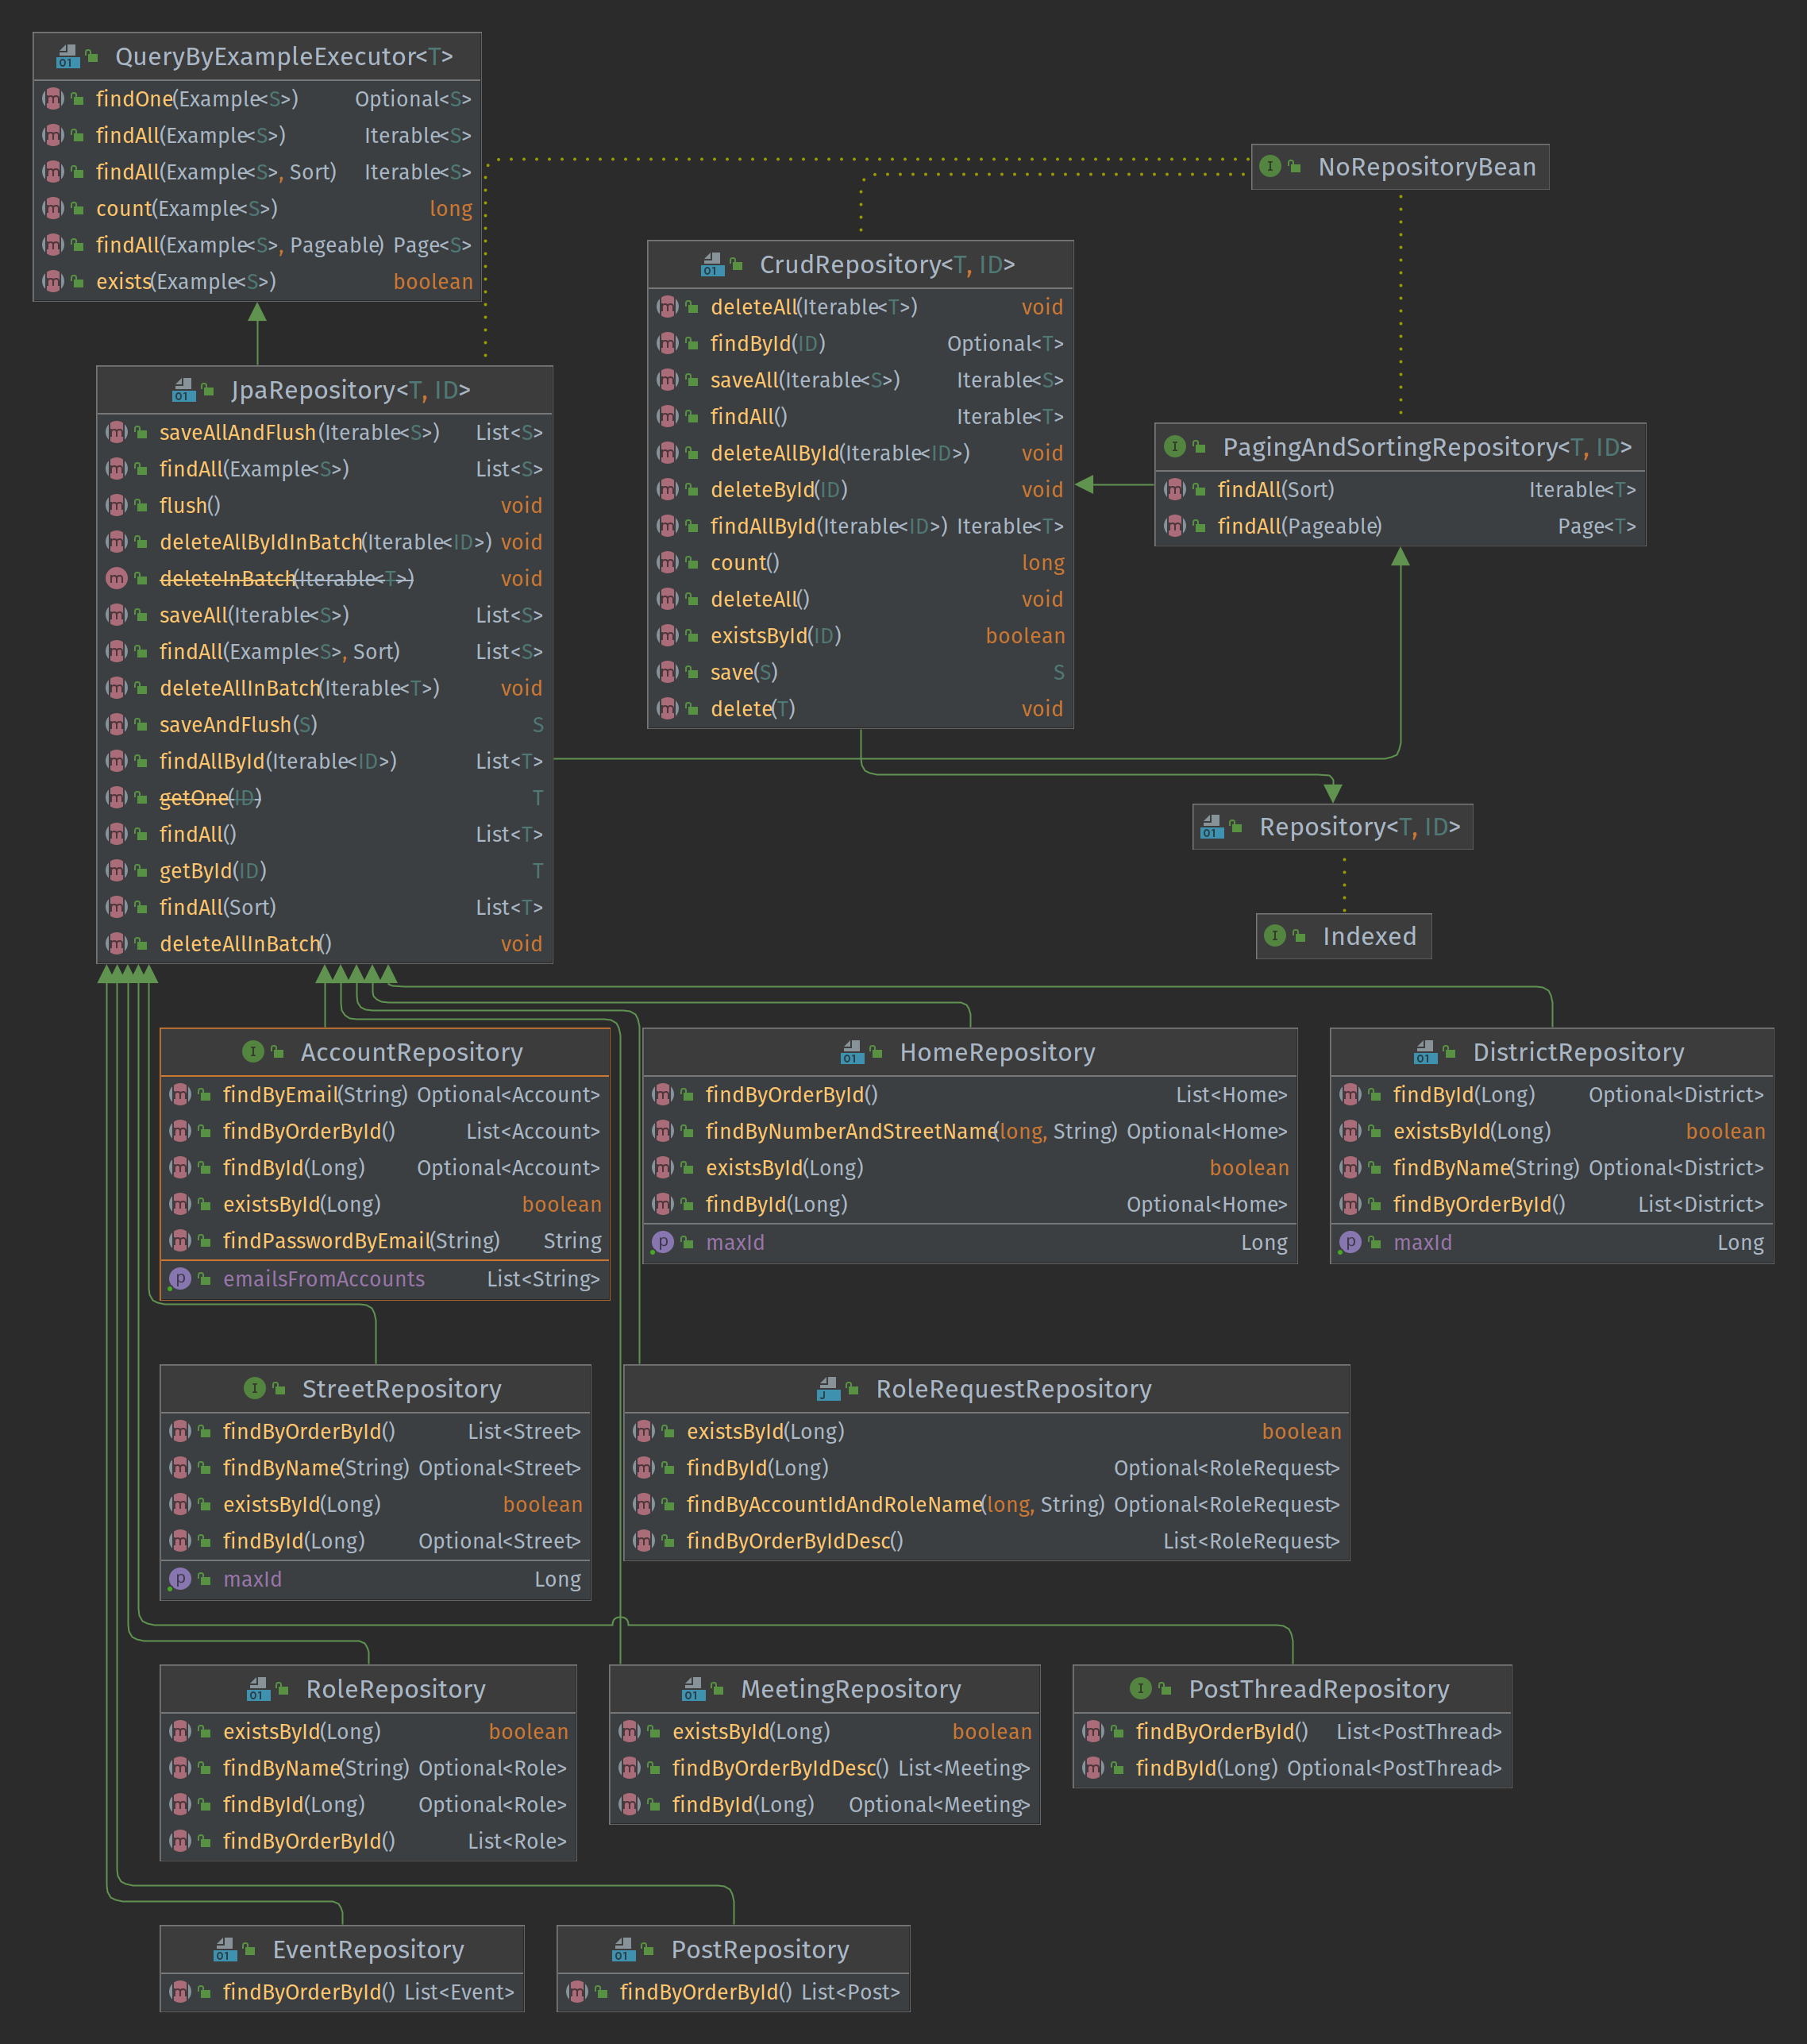 QueryByExampleExecutor<T>
findOne(Example<S>) Optional<S>
findAll(Example<S>) Iterable<S>
findAll(Example<S>, Sort) Iterable<S>
count(Example<S>) long
findAll(Example<S>, Pageable) Page<S>
exists(Example<S>) boolean
NoRepositoryBean
CrudRepository<T, ID>
deleteAll(Iterable<T>) void
findById(ID) Optional<T>
saveAll(Iterable<S>) Iterable<S>
findAll() Iterable<T>
deleteAllById(Iterable<ID>) void
deleteById(ID) void
findAllById(Iterable<ID>) Iterable<T>
count() long
deleteAll() void
existsById(ID) boolean
save(S) S
delete(T) void
PagingAndSortingRepository<T, ID>
findAll(Sort) Iterable<T>
findAll(Pageable) Page<T>
JpaRepository<T, ID>
saveAllAndFlush(Iterable<S>) List<S>
findAll(Example<S>) List<S>
flush() void
deleteAllByIdInBatch(Iterable<ID>) void
deleteInBatch(Iterable<T>) void
saveAll(Iterable<S>) List<S>
findAll(Example<S>, Sort) List<S>
deleteAllInBatch(Iterable<T>) void
saveAndFlush(S) S
findAllById(Iterable<ID>) List<T>
getOne(ID) T
findAll() List<T>
getById(ID) T
findAll(Sort) List<T>
deleteAllInBatch() void
Repository<T, ID>
Indexed
AccountRepository
findByEmail(String) Optional<Account>
findByOrderById() List<Account>
findById(Long) Optional<Account>
existsById(Long) boolean
findPasswordByEmail(String) String
emailsFromAccounts List<String>
HomeRepository
findByOrderById() List<Home>
findByNumberAndStreetName(long, String) Optional<Home>
existsById(Long) boolean
findById(Long) Optional<Home>
maxId Long
DistrictRepository
findById(Long) Optional<District>
existsById(Long) boolean
findByName(String) Optional<District>
findByOrderById() List<District>
maxId Long
StreetRepository
findByOrderById() List<Street>
findByName(String) Optional<Street>
existsById(Long) boolean
findById(Long) Optional<Street>
maxId Long
RoleRequestRepository
existsById(Long) boolean
findById(Long) Optional<RoleRequest>
findByAccountIdAndRoleName(long, String) Optional<RoleRequest>
findByOrderByIdDesc() List<RoleRequest>
RoleRepository
existsById(Long) boolean
findByName(String) Optional<Role>
findById(Long) Optional<Role>
findByOrderById() List<Role>
MeetingRepository
existsById(Long) boolean
findByOrderByIdDesc() List<Meeting>
findById(Long) Optional<Meeting>
PostThreadRepository
findByOrderById() List<PostThread>
findById(Long) Optional<PostThread>
EventRepository
findByOrderById() List<Event>
PostRepository
findByOrderById() List<Post>